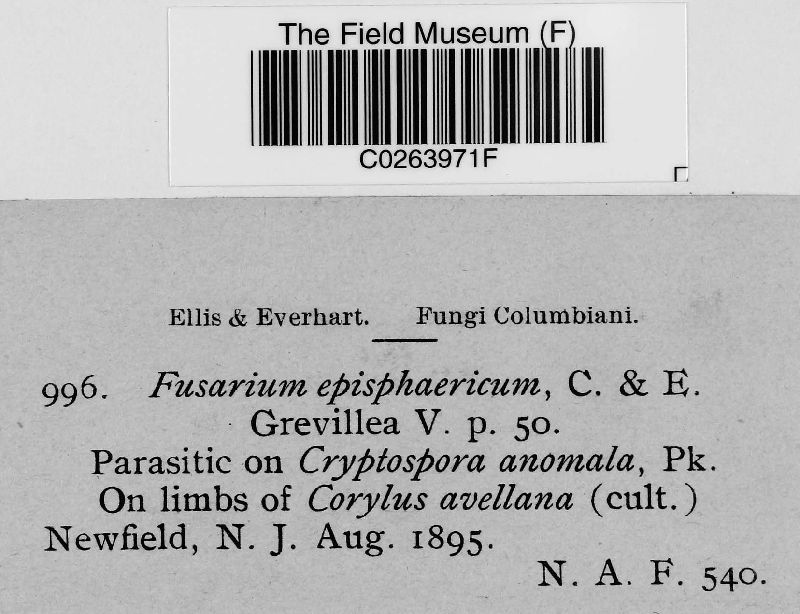 The Field Museum (F)
C0263971F
Ellis & Everhart. Fungi Columbiani.
996. Fusarium episphaericum, C. & E.
Grevillea V. p. 50.
Parasitic on Cryptospora anomala, Pk.
On limbs of Corylus avellana (cult.)
Newfield, N. J. Aug. 1895.
N. A. F. 540.